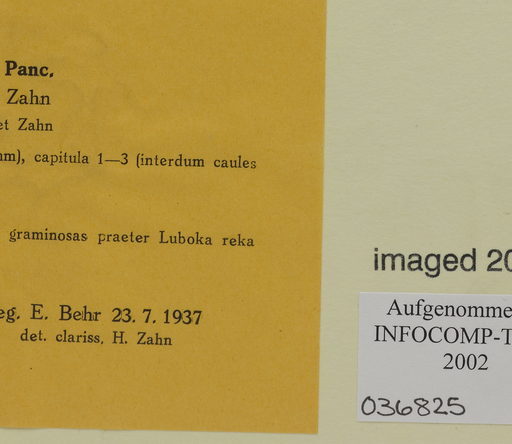 Panc.
Zahn
et Zahn
capitula 1—3 (interdum caules
graminosas praeter Luboka reka
E. Behr 23. 7. 1937
det. clariss. H. Zahn
imaged 20
Aufgenomme
INFOCOMP-T
2002
036825